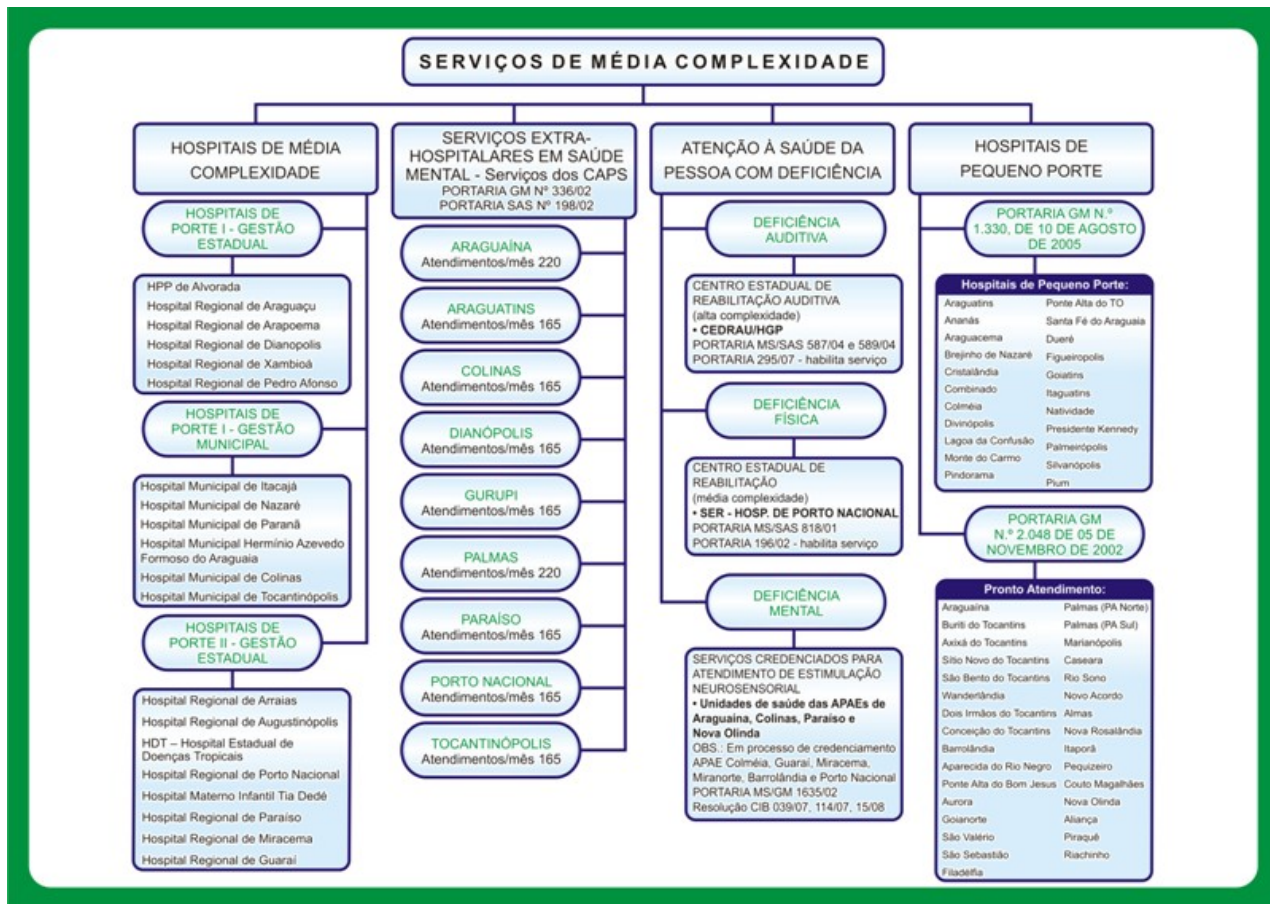 SERVIÇOS DE MÉDIA COMPLEXIDADE
HOSPITAIS DE MÉDIA
COMPLEXIDADE
HOSPITAIS DE
PORTE I - GESTÃO
ESTADUAL
HPP de Alvorada
Hospital Regional de Araguaçu
Hospital Regional de Arapoema
Hospital Regional de Dianopolis
Hospital Regional de Xambioá
Hospital Regional de Pedro Afonso
HOSPITAIS DE
PORTE I - GESTÃO
MUNICIPAL
Hospital Municipal de Itacajá
Hospital Municipal de Nazaré
Hospital Municipal de Paranã
Hospital Municipal Hermínio Azevedo
Formoso do Araguaia
Hospital Municipal de Colinas
Hospital Municipal de Tocantinópolis
HOSPITAIS DE
PORTE II - GESTÃO
ESTADUAL
Hospital Regional de Arraias
Hospital Regional de Augustinópolis
HDT – Hospital Estadual de
Doenças Tropicais
Hospital Regional de Porto Nacional
Hospital Materno Infantil Tia Dedé
Hospital Regional de Paraíso
Hospital Regional de Miracema
Hospital Regional de Guaraí
SERVIÇOS EXTRA-
HOSPITALARES EM SAÚDE
MENTAL - Serviços dos CAPS
PORTARIA GM Nº 336/02
PORTARIA SAS Nº 198/02
ARAGUAÍNA
Atendimentos/mês 220
ARAGUATINS
Atendimentos/mês 165
COLINAS
Atendimentos/mês 165
DIANÓPOLIS
Atendimentos/mês 165
GURUPI
Atendimentos/mês 165
PALMAS
Atendimentos/mês 220
PARAÍSO
Atendimentos/mês 165
PORTO NACIONAL
Atendimentos/mês 165
TOCANTINÓPOLIS
Atendimentos/mês 165
ATENÇÃO À SAÚDE DA
PESSOA COM DEFICIÊNCIA
DEFICIÊNCIA
AUDITIVA
CENTRO ESTADUAL DE
REABILITAÇÃO AUDITIVA
(alta complexidade)
• CEDRAU/HGP
PORTARIA MS/SAS 587/04 e 589/04
PORTARIA 295/07 - habilita serviço
DEFICIÊNCIA
FÍSICA
CENTRO ESTADUAL DE
REABILITAÇÃO
(média complexidade)
• SER - HOSP. DE PORTO NACIONAL
PORTARIA MS/SAS 818/01
PORTARIA 196/02 - habilita serviço
DEFICIÊNCIA
MENTAL
SERVIÇOS CREDENCIADOS PARA
ATENDIMENTO DE ESTIMULAÇÃO
NEUROSENSORIAL
• Unidades de saúde das APAEs de
Araguaina, Colinas, Paraíso e
Nova Olinda
OBS.: Em processo de credenciamento
APAE Colméia, Guaraí, Miracema,
Miranorte, Barrolândia e Porto Nacional
PORTARIA MS/GM 1635/02
Resolução CIB 039/07, 114/07, 15/08
HOSPITAIS DE
PEQUENO PORTE
PORTARIA GM N.º
1.330, DE 10 DE AGOSTO
DE 2005
Hospitais de Pequeno Porte:
Araguatins
Ananás
Araguacema
Brejinho de Nazaré
Cristalândia
Combinado
Colméia
Divinópolis
Lagoa da Confusão
Monte do Carmo
Pindorama
Ponte Alta do TO
Santa Fé do Araguaia
Dueré
Figueiropolis
Goiatins
Itaguatins
Natividade
Presidente Kennedy
Palmeirópolis
Silvanópolis
Pium
PORTARIA GM
N.º 2.048 DE 05 DE
NOVEMBRO DE 2002
Pronto Atendimento:
Araguaína
Buriti do Tocantins
Axixá do Tocantins
Sítio Novo do Tocantins
São Bento do Tocantins
Wanderlândia
Dois Irmãos do Tocantins
Conceição do Tocantins
Barrolândia
Aparecida do Rio Negro
Ponte Alta do Bom Jesus
Aurora
Goianorte
São Valério
São Sebastião
Filadélfia
Palmas (PA Norte)
Palmas (PA Sul)
Marianópolis
Caseara
Rio Sono
Novo Acordo
Almas
Nova Rosalândia
Itaporã
Pequizeiro
Couto Magalhães
Nova Olinda
Aliança
Piraquê
Riachinho